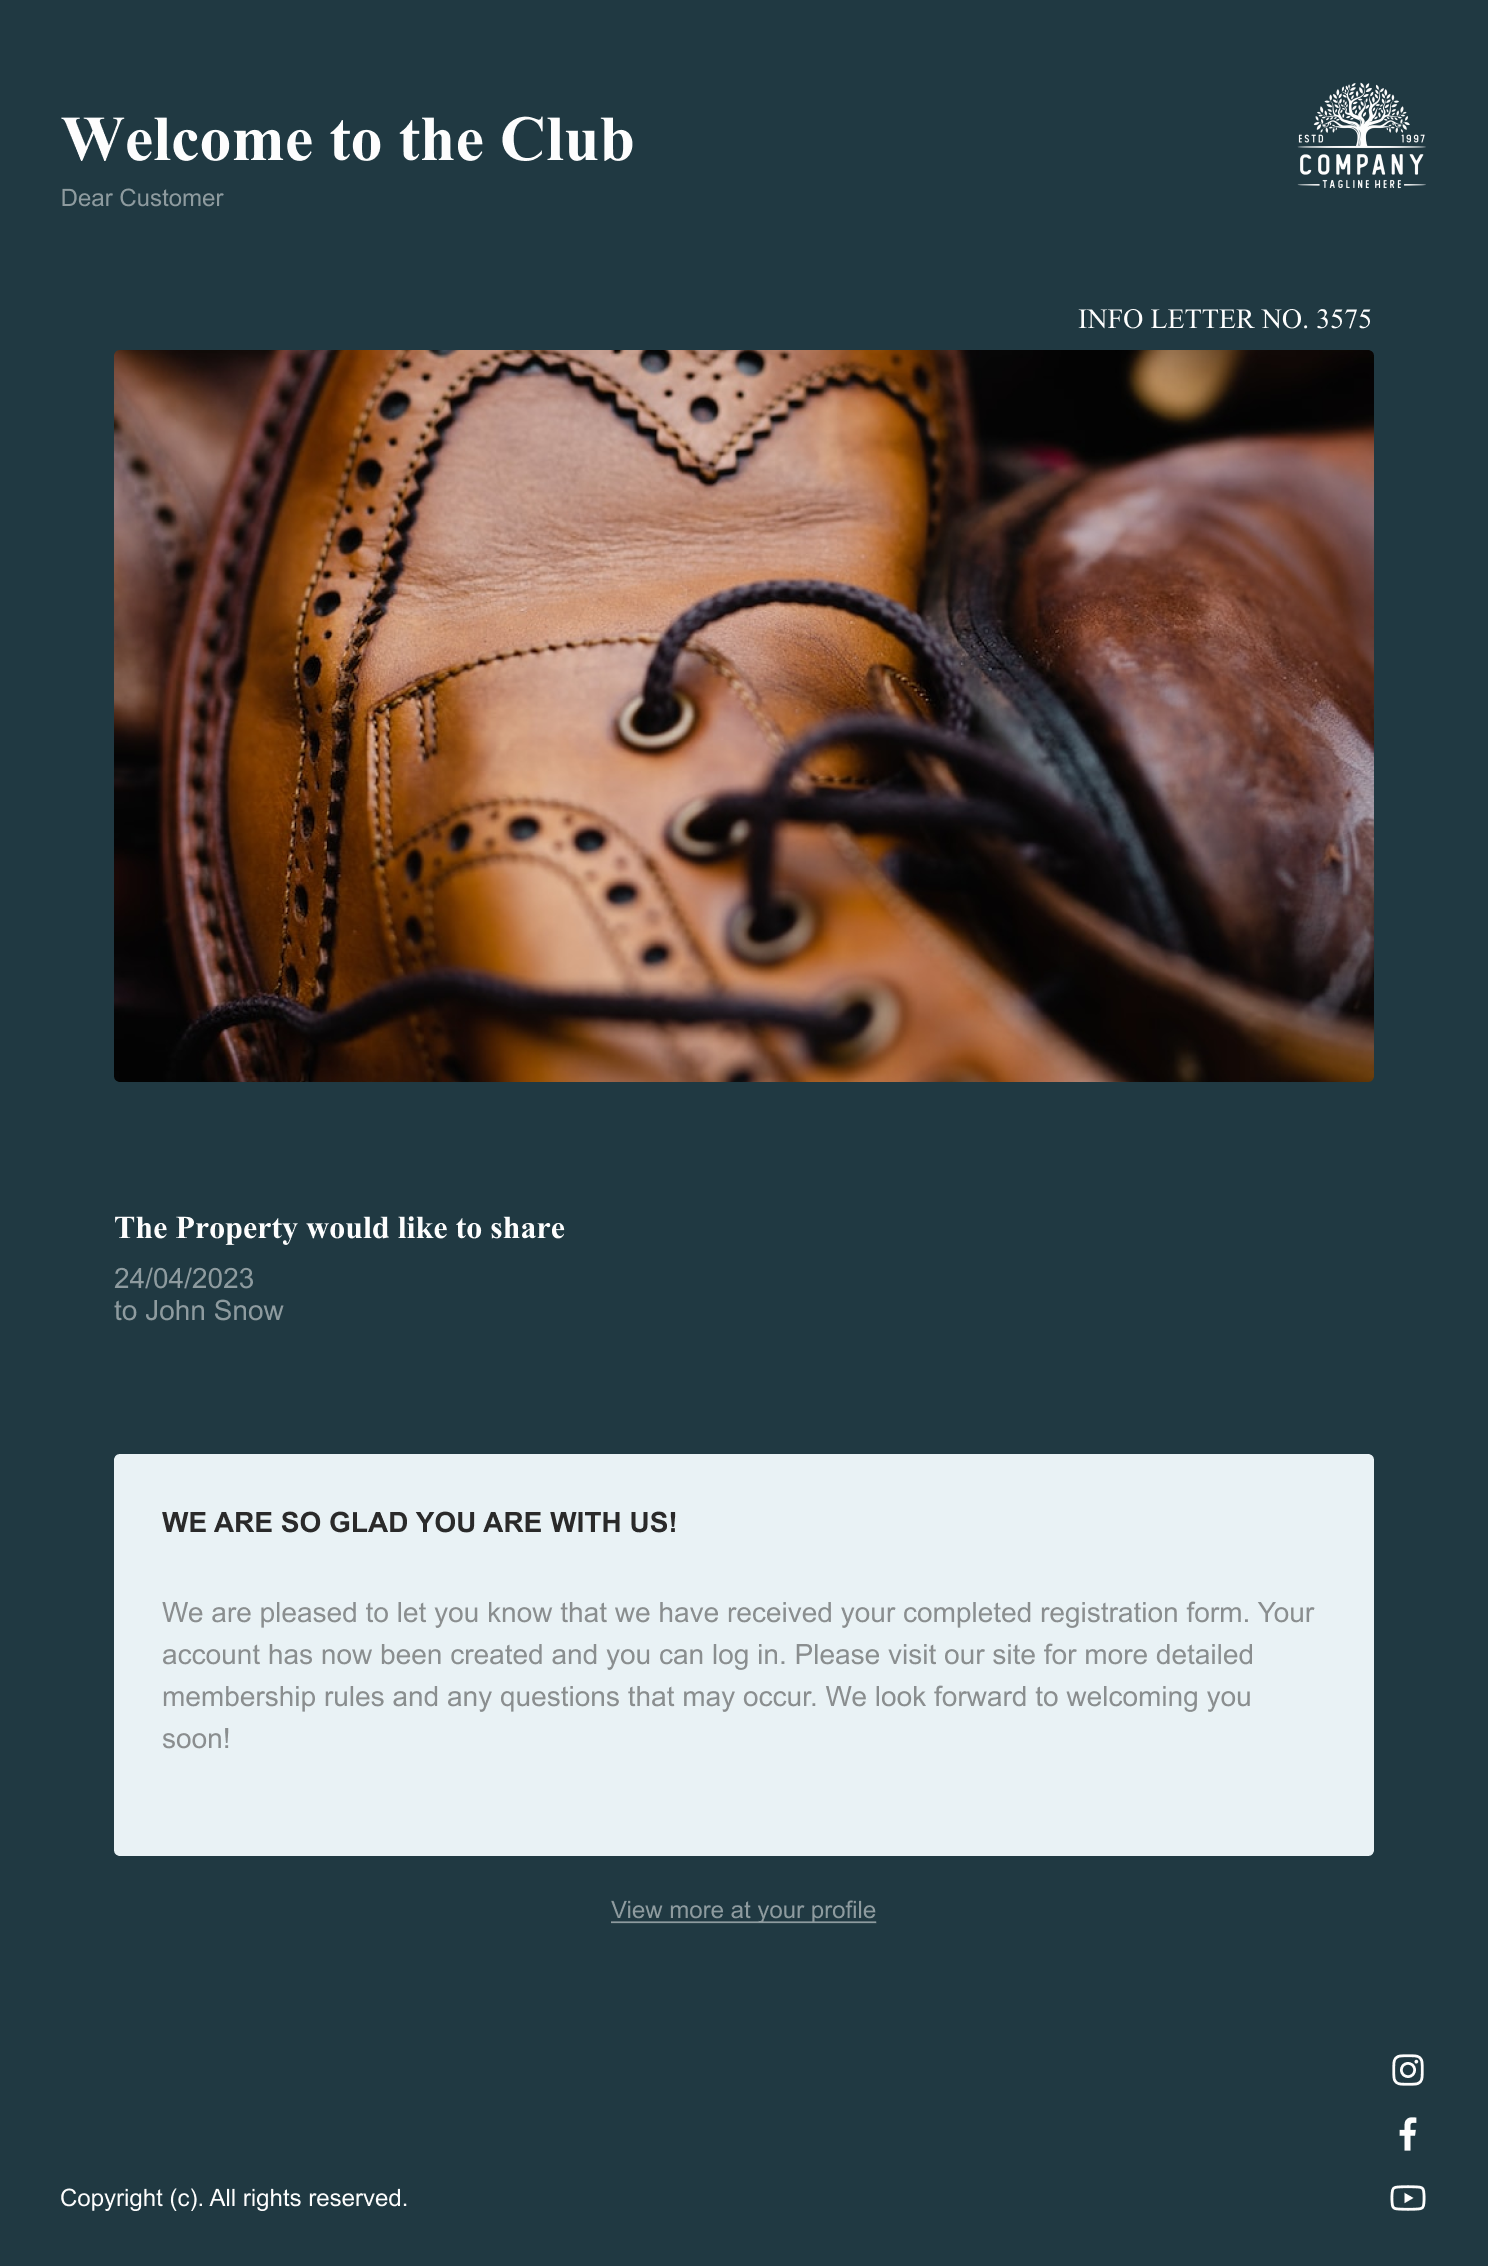 Welcome to the Club
Dear Customer
ESTD 1997
COMPANY
TAGLINE HERE
INFO LETTER NO. 3575
The Property would like to share
24/04/2023
to John Snow
WE ARE SO GLAD YOU ARE WITH US!
We are pleased to let you know that we have received your completed registration form. Your
account has now been created and you can log in. Please visit our site for more detailed
membership rules and any questions that may occur. We look forward to welcoming you
soon!
View more at your profile
Copyright (c). All rights reserved.